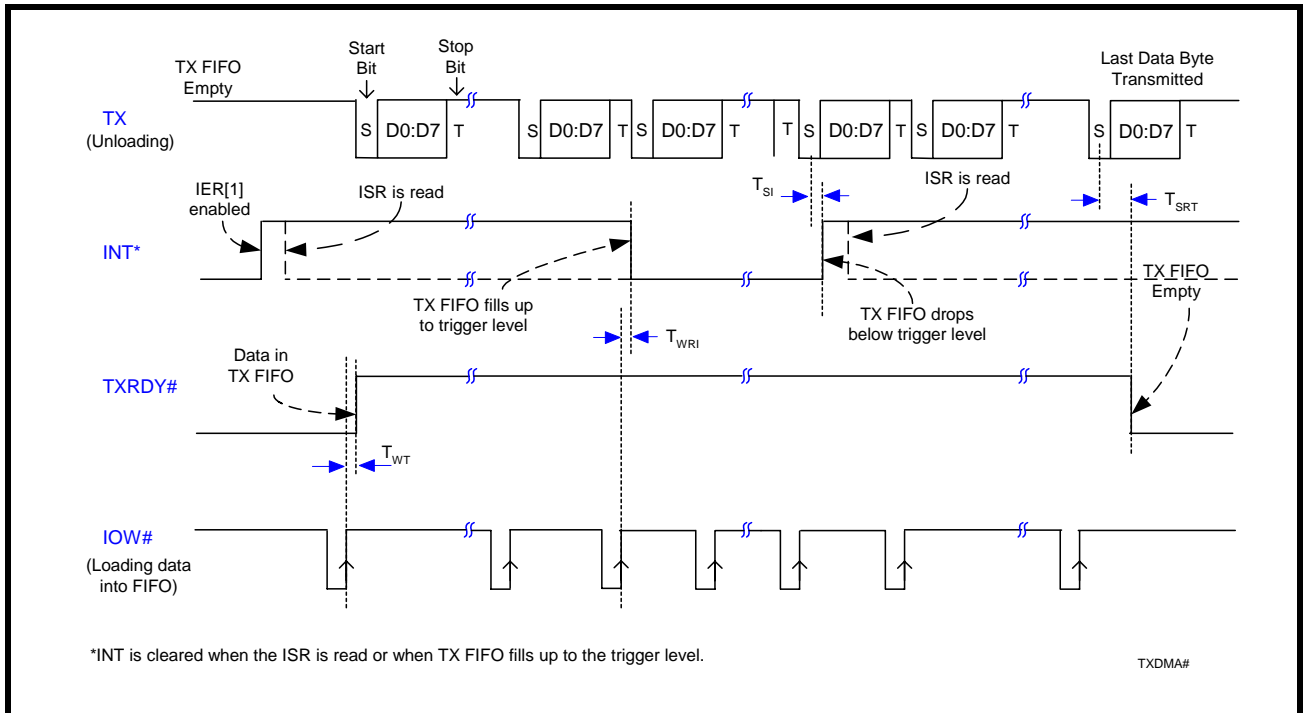 TX FIFO
Empty
Start
Bit
Stop
Bit
Last Data Byte
Transmitted
TX
(Unloading)
S D0:D7 T S D0:D7 T S D0:D7 T T S D0:D7 T S D0:D7 T S D0:D7 T
IER[1]
enabled
ISR is read
TSI
ISR is read
TSRT
INT*
TX FIFO fills up
to trigger level
TX FIFO drops
below trigger level
TX FIFO
Empty
TWRI
Data in
TX FIFO
TXRDY#
TWT
IOW#
(Loading data
into FIFO)
*INT is cleared when the ISR is read or when TX FIFO fills up to the trigger level.
TXDMA#